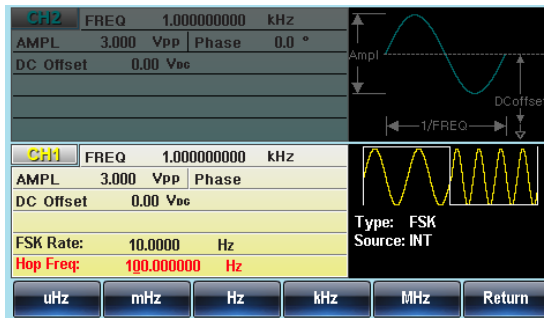 CH2 FREQ 1.000000000 kHz
AMPL 3.000 Vpp Phase 0.0 °
DC Offset 0.00 VDC
Ampl
DCoffset
1/FREQ
CH1 FREQ 1.000000000 kHz
AMPL 3.000 Vpp Phase
DC Offset 0.00 VDC
FSK Rate: 10.0000 Hz
Hop Freq: 100.000000 Hz
Type: FSK
Source: INT
uHz mHz Hz kHz MHz Return